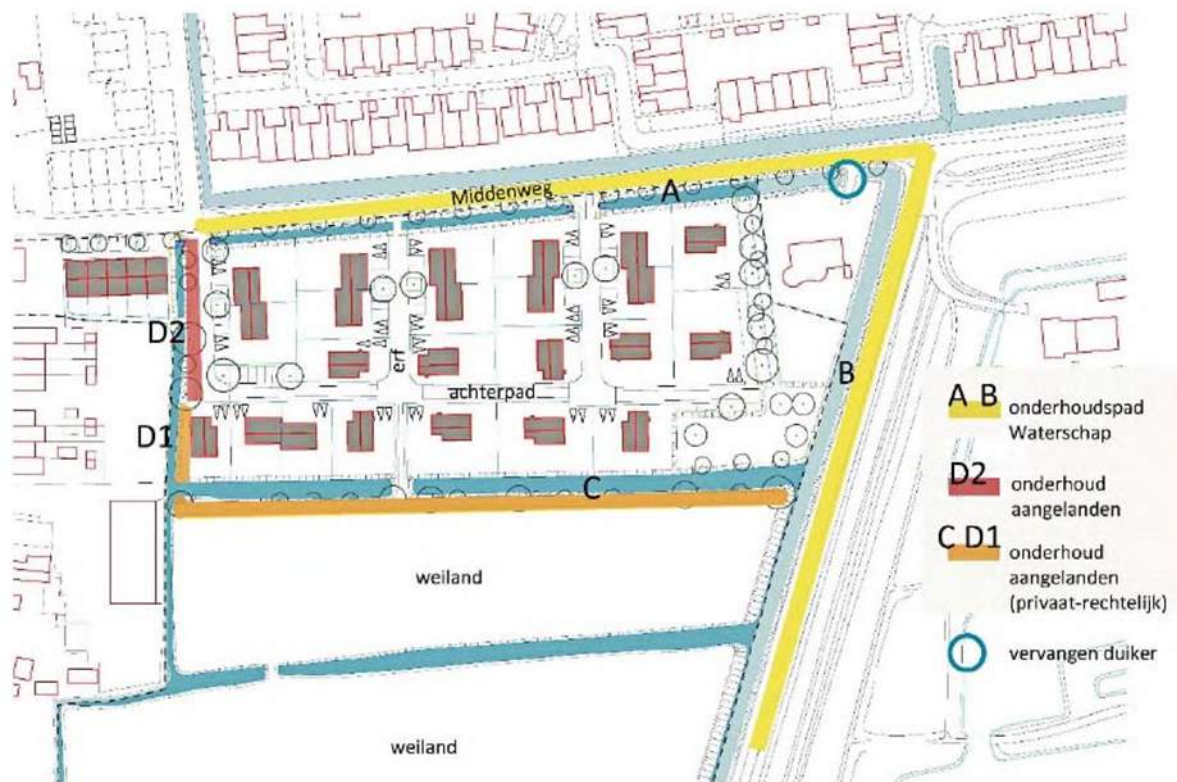 Middenweg
A
D2
erf
achterpad
B
D1
C
weiland
weiland
A B
onderhoudspad
Waterschap
D2
onderhoud
aangelanden
C D1
onderhoud
aangelanden
(privaat-rechtelijk)
vervangen duiker